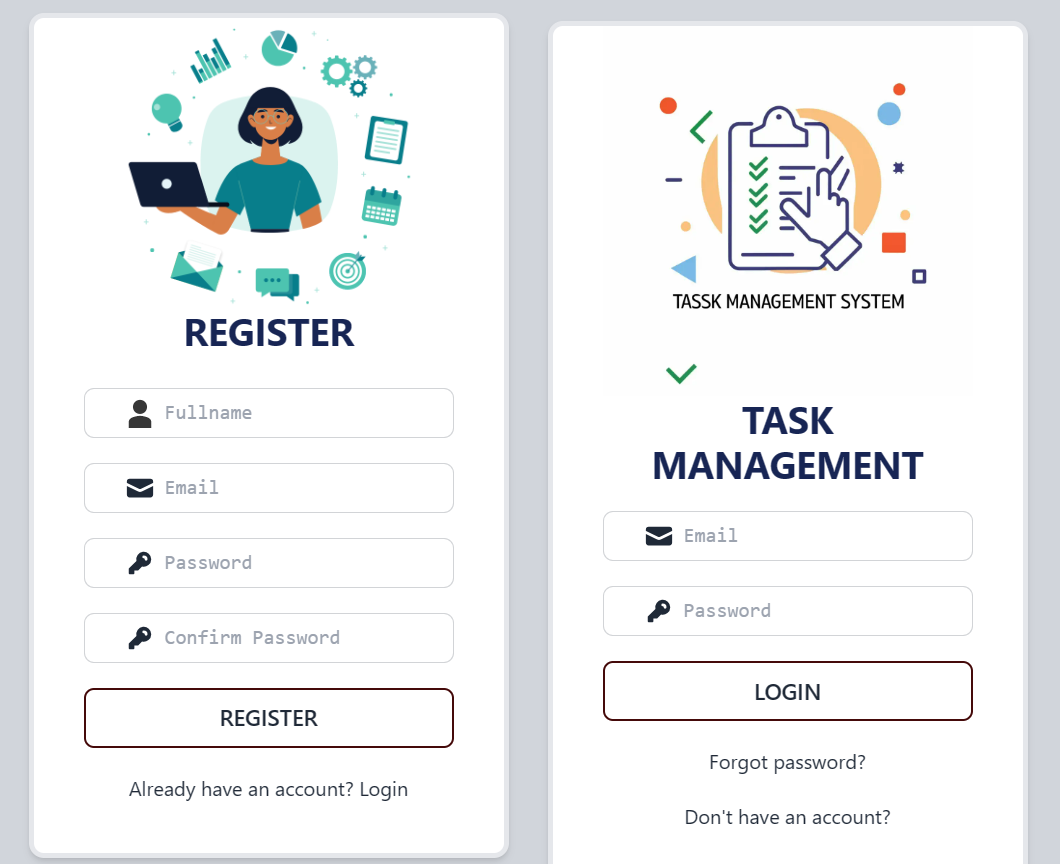 REGISTER
Fullname
Email
Password
Confirm Password
REGISTER
Already have an account? Login
TASSK MANAGEMENT SYSTEM
TASK
MANAGEMENT
Email
Password
LOGIN
Forgot password?
Don't have an account?